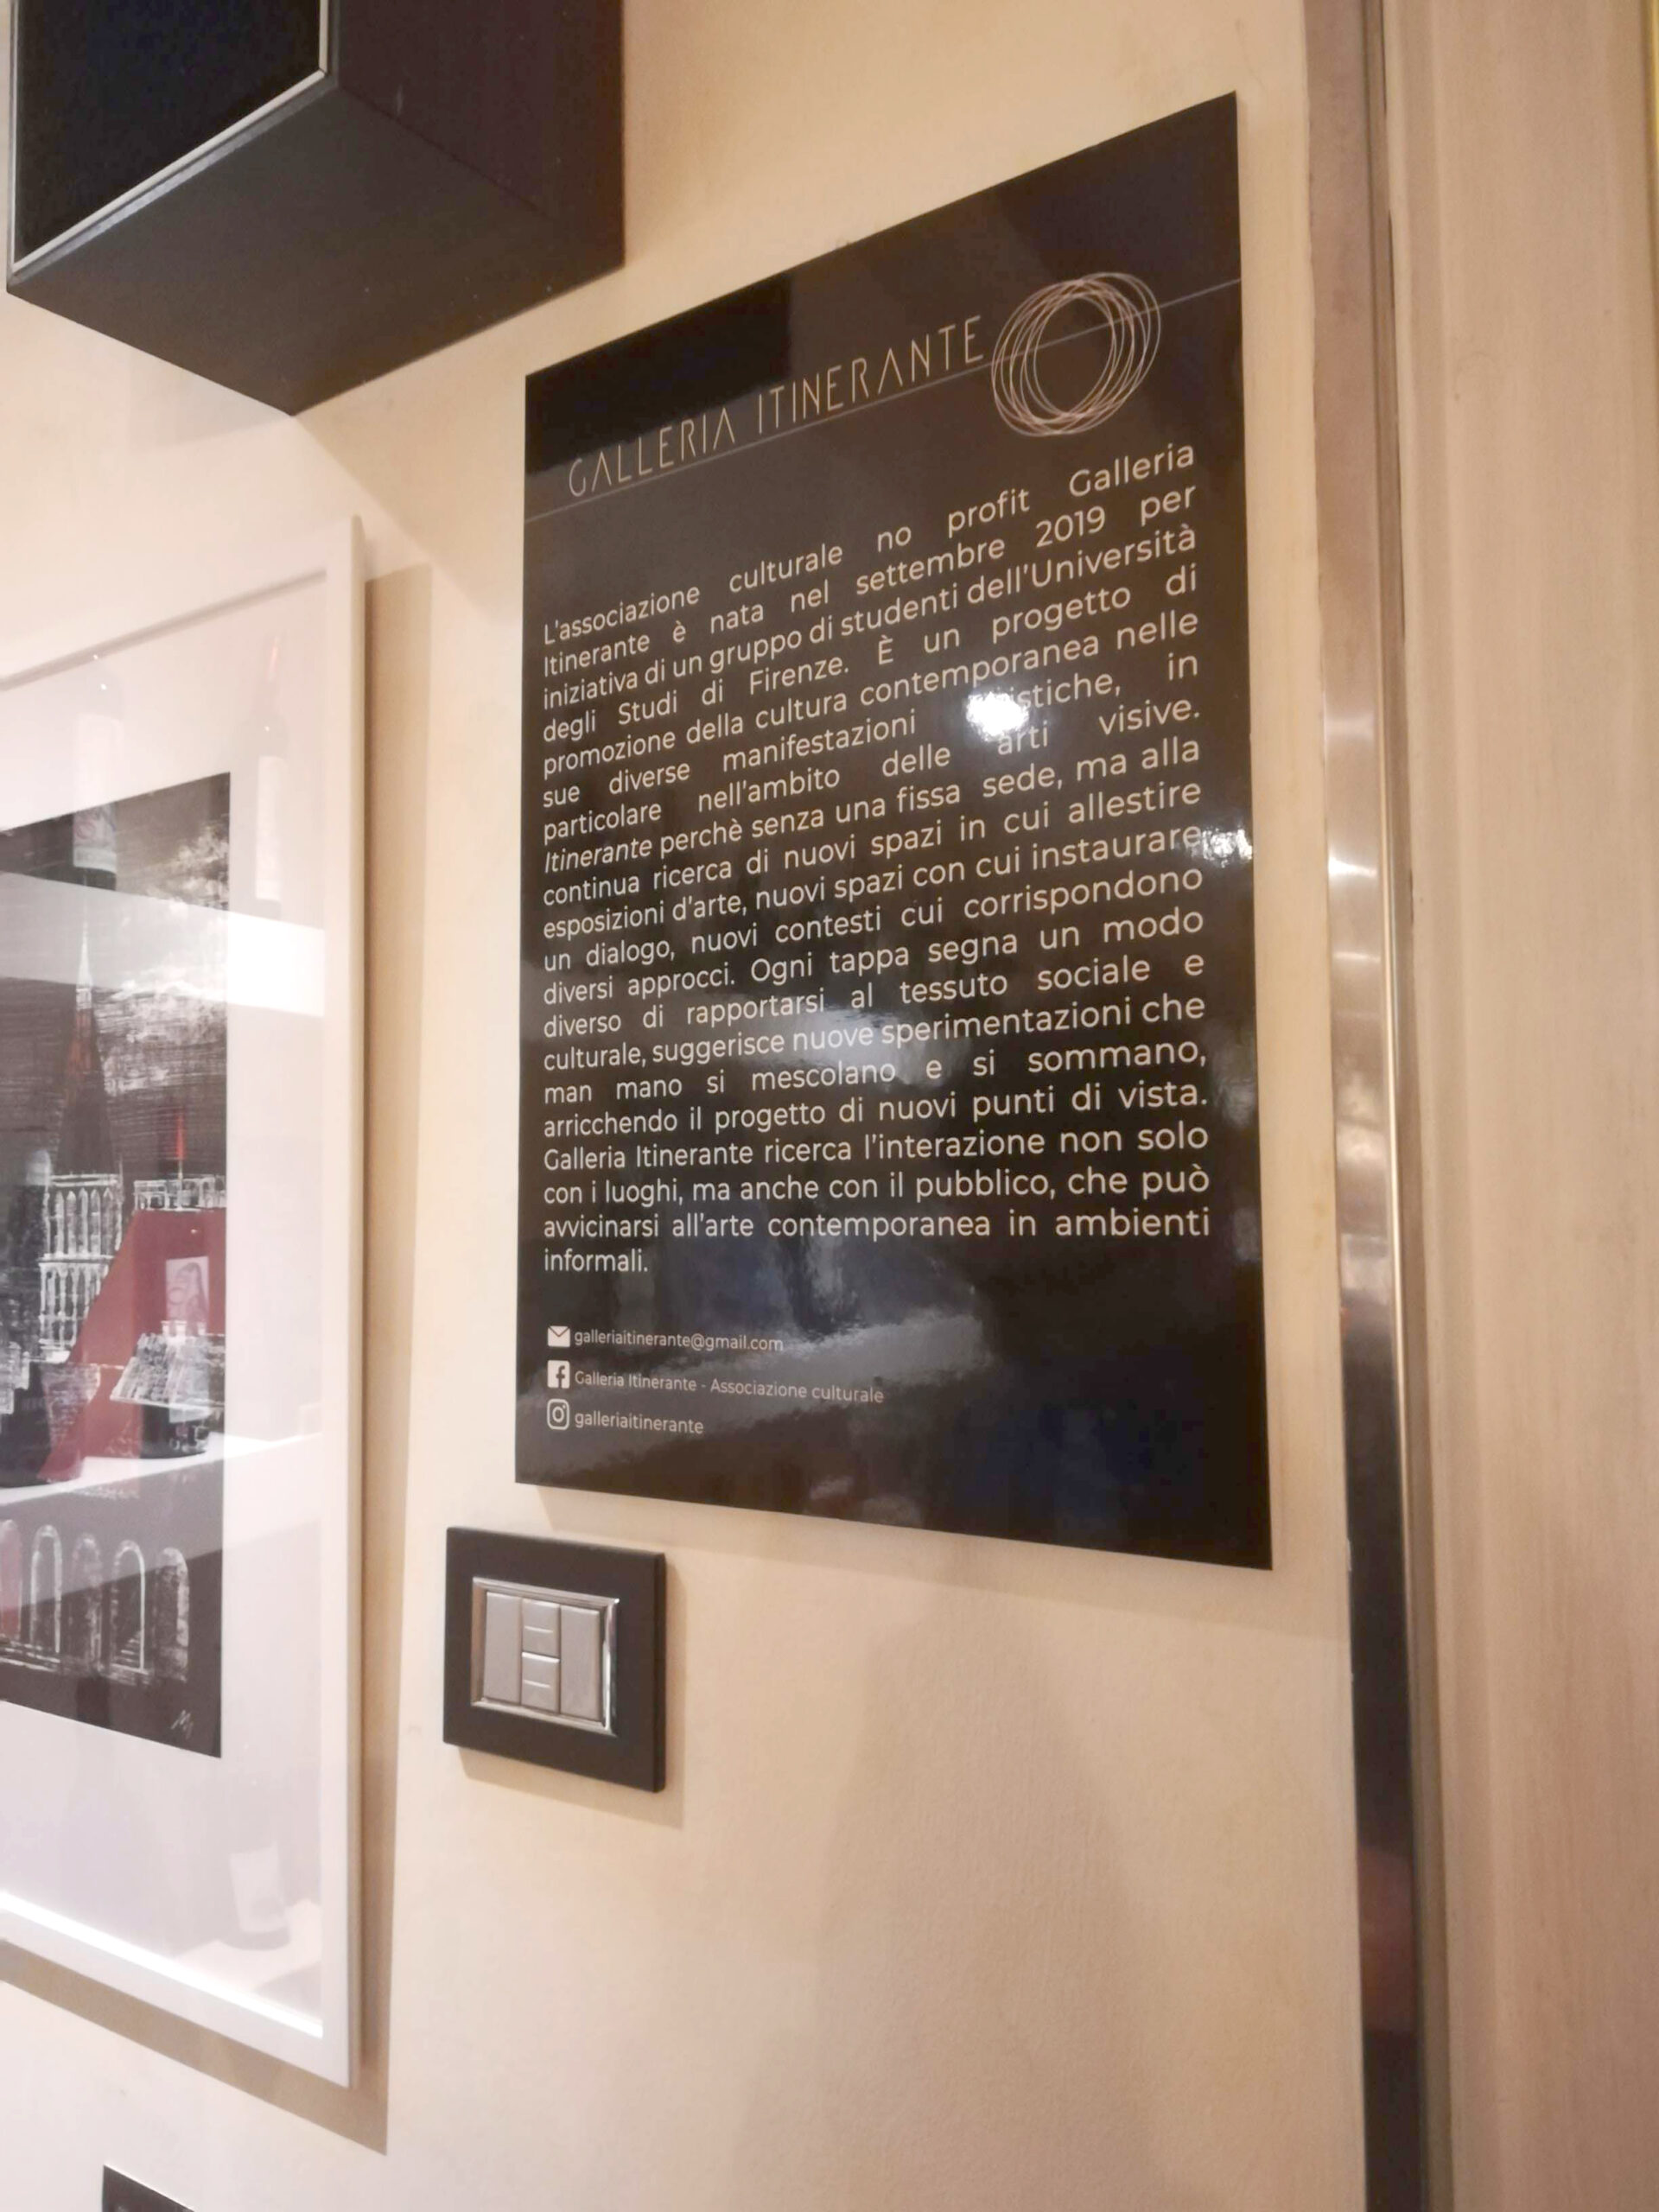 GALLERIA ITINERANTE
L'associazione culturale no profit Galleria
Itinerante è nata nel settembre 2019 per
iniziativa di un gruppo di studenti dell'Università
degli Studi di Firenze. È un progetto di
promozione della cultura contemporanea nelle
sue diverse manifestazioni in
particolare nell'ambito delle arti visive.
Itinerante perchè senza una fissa sede, ma alla
continua ricerca di nuovi spazi in cui allestire
esposizioni d'arte, nuovi spazi con cui instaurare
un dialogo, nuovi contesti cui corrispondono
diversi approcci. Ogni tappa segna un modo
diverso di rapportarsi al tessuto sociale e
culturale, suggerisce nuove sperimentazioni che
man mano si mescolano e si sommano,
arricchendo il progetto di nuovi punti di vista.
Galleria Itinerante ricerca l'interazione non solo
con i luoghi, ma anche con il pubblico, che può
avvicinarsi all'arte contemporanea in ambienti
informali.
galleriaitinerante@gmail.com
Galleria Itinerante - Associazione culturale
galleriaitinerante